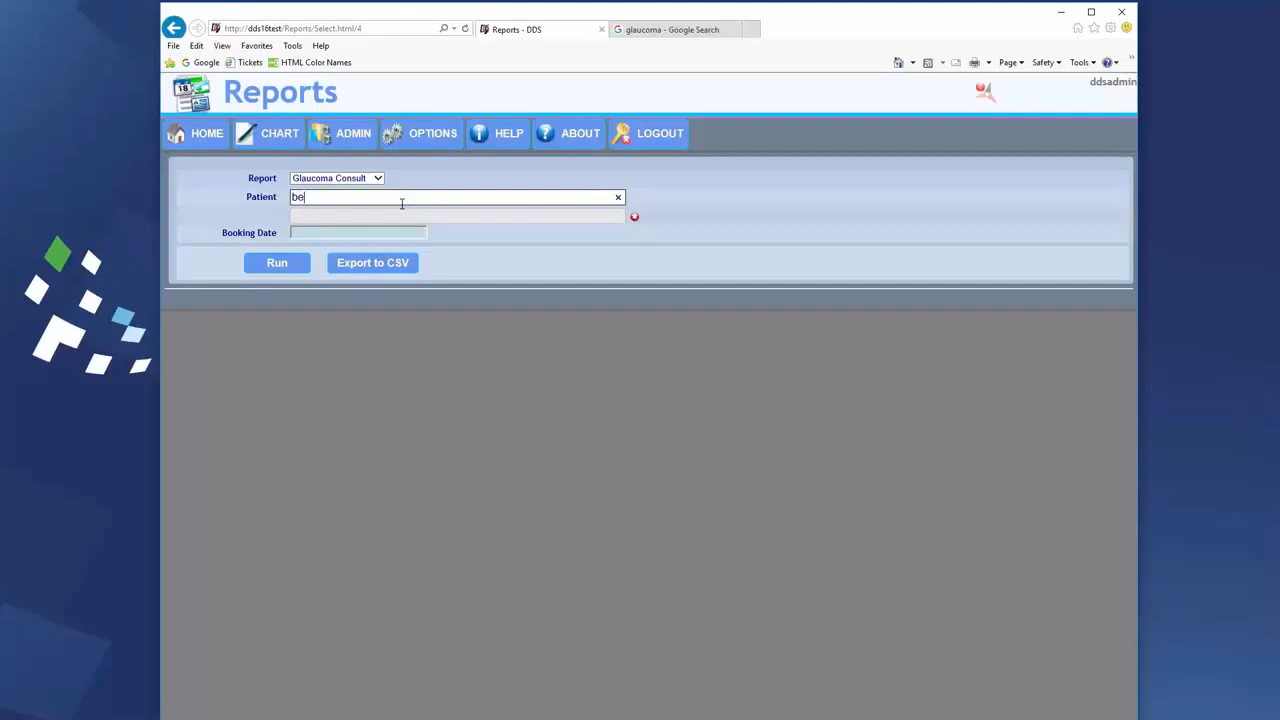 http://dds16test/Reports/Select.html/4
Reports - DDS
glaucoma - Google Search
File Edit View Favorites Tools Help
Google Tickets HTML Color Names
Page Safety Tools
Reports
ddsadmin
18
HOME CHART ADMIN OPTIONS HELP ABOUT LOGOUT
Report Glaucoma Consult
Patient be
Booking Date
Run Export to CSV